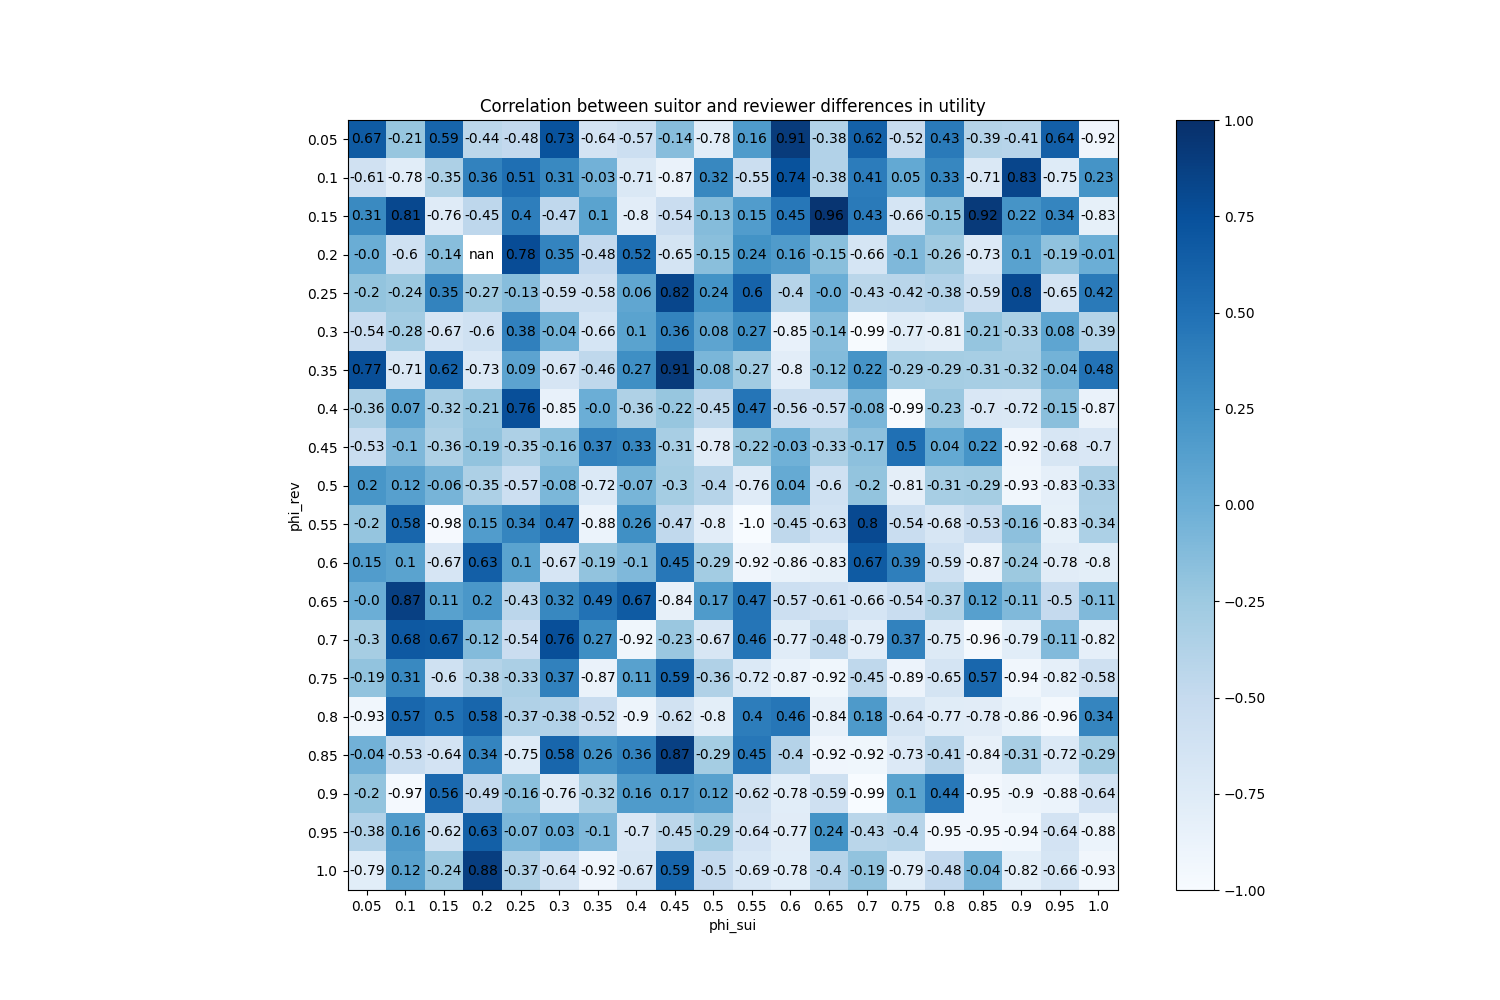 Correlation between suitor and reviewer differences in utility
0.05 0.67 -0.21 0.59 -0.44 -0.48 0.73 -0.64 -0.57 -0.14 -0.78 0.16 0.91 -0.38 0.62 -0.52 0.43 -0.39 -0.41 0.64 -0.92 1.00
0.1 -0.61 -0.78 -0.35 0.36 0.51 0.31 -0.03 -0.71 -0.87 0.32 -0.55 0.74 -0.38 0.41 0.05 0.33 -0.71 0.83 -0.75 0.23
0.15 0.31 0.81 -0.76 -0.45 0.4 -0.47 0.1 -0.8 -0.54 -0.13 0.15 0.45 0.96 0.43 -0.66 -0.15 0.92 0.22 0.34 -0.83 0.75
0.2 -0.0 -0.6 -0.14 nan 0.78 0.35 -0.48 0.52 -0.65 -0.15 0.24 0.16 -0.15 -0.66 -0.1 -0.26 -0.73 0.1 -0.19 -0.01
0.25 -0.2 -0.24 0.35 -0.27 -0.13 -0.59 -0.58 0.06 0.82 0.24 0.6 -0.4 -0.0 -0.43 -0.42 -0.38 -0.59 0.8 -0.65 0.42
0.50
0.3 -0.54 -0.28 -0.67 -0.6 0.38 -0.04 -0.66 0.1 0.36 0.08 0.27 -0.85 -0.14 -0.99 -0.77 -0.81 -0.21 -0.33 0.08 -0.39
0.35 0.77 -0.71 0.62 -0.73 0.09 -0.67 -0.46 0.27 0.91 -0.08 -0.27 -0.8 -0.12 0.22 -0.29 -0.29 -0.31 -0.32 -0.04 0.48
0.4 -0.36 0.07 -0.32 -0.21 0.76 -0.85 -0.0 -0.36 -0.22 -0.45 0.47 -0.56 -0.57 -0.08 -0.99 -0.23 -0.7 -0.72 -0.15 -0.87 0.25
0.45 -0.53 -0.1 -0.36 -0.19 -0.35 -0.16 0.37 0.33 -0.31 -0.78 -0.22 -0.03 -0.33 -0.17 0.5 0.04 0.22 -0.92 -0.68 -0.7
0.5 0.2 0.12 -0.06 -0.35 -0.57 -0.08 -0.72 -0.07 -0.3 -0.4 -0.76 0.04 -0.6 -0.2 -0.81 -0.31 -0.29 -0.93 -0.83 -0.33
phi_rev
0.00
0.55 -0.2 0.58 -0.98 0.15 0.34 0.47 -0.88 0.26 -0.47 -0.8 -1.0 -0.45 -0.63 0.8 -0.54 -0.68 -0.53 -0.16 -0.83 -0.34
0.6 0.15 0.1 -0.67 0.63 0.1 -0.67 -0.19 -0.1 0.45 -0.29 -0.92 -0.86 -0.83 0.67 0.39 -0.59 -0.87 -0.24 -0.78 -0.8
0.65 -0.0 0.87 0.11 0.2 -0.43 0.32 0.49 0.67 -0.84 0.17 0.47 -0.57 -0.61 -0.66 -0.54 -0.37 0.12 -0.11 -0.5 -0.11 −0.25
0.7 -0.3 0.68 0.67 -0.12 -0.54 0.76 0.27 -0.92 -0.23 -0.67 0.46 -0.77 -0.48 -0.79 0.37 -0.75 -0.96 -0.79 -0.11 -0.82
0.75 -0.19 0.31 -0.6 -0.38 -0.33 0.37 -0.87 0.11 0.59 -0.36 -0.72 -0.87 -0.92 -0.45 -0.89 -0.65 0.57 -0.94 -0.82 -0.58
−0.50
0.8 -0.93 0.57 0.5 0.58 -0.37 -0.38 -0.52 -0.9 -0.62 -0.8 0.4 0.46 -0.84 0.18 -0.64 -0.77 -0.78 -0.86 -0.96 0.34
0.85 -0.04 -0.53 -0.64 0.34 -0.75 0.58 0.26 0.36 0.87 -0.29 0.45 -0.4 -0.92 -0.92 -0.73 -0.41 -0.84 -0.31 -0.72 -0.29
0.9 -0.2 -0.97 0.56 -0.49 -0.16 -0.76 -0.32 0.16 0.17 0.12 -0.62 -0.78 -0.59 -0.99 0.1 0.44 -0.95 -0.9 -0.88 -0.64 −0.75
0.95 -0.38 0.16 -0.62 0.63 -0.07 0.03 -0.1 -0.7 -0.45 -0.29 -0.64 -0.77 0.24 -0.43 -0.4 -0.95 -0.95 -0.94 -0.64 -0.88
1.0 -0.79 0.12 -0.24 0.88 -0.37 -0.64 -0.92 -0.67 0.59 -0.5 -0.69 -0.78 -0.4 -0.19 -0.79 -0.48 -0.04 -0.82 -0.66 -0.93
−1.00
0.05 0.1 0.15 0.2 0.25 0.3 0.35 0.4 0.45 0.5 0.55 0.6 0.65 0.7 0.75 0.8 0.85 0.9 0.95 1.0
phi_sui